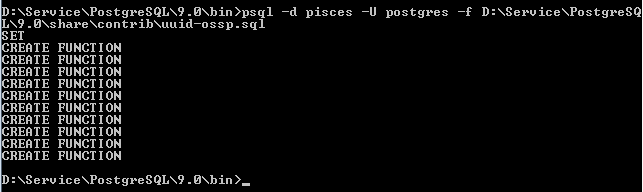 D:\Service\PostgreSQL\9.0\bin>psql -d pisces -U postgres -f D:\Service\PostgreSQ
L\9.0\share\contrib\uuid-ossp.sql
SET
CREATE FUNCTION
CREATE FUNCTION
CREATE FUNCTION
CREATE FUNCTION
CREATE FUNCTION
CREATE FUNCTION
CREATE FUNCTION
CREATE FUNCTION
CREATE FUNCTION
CREATE FUNCTION

D:\Service\PostgreSQL\9.0\bin>_